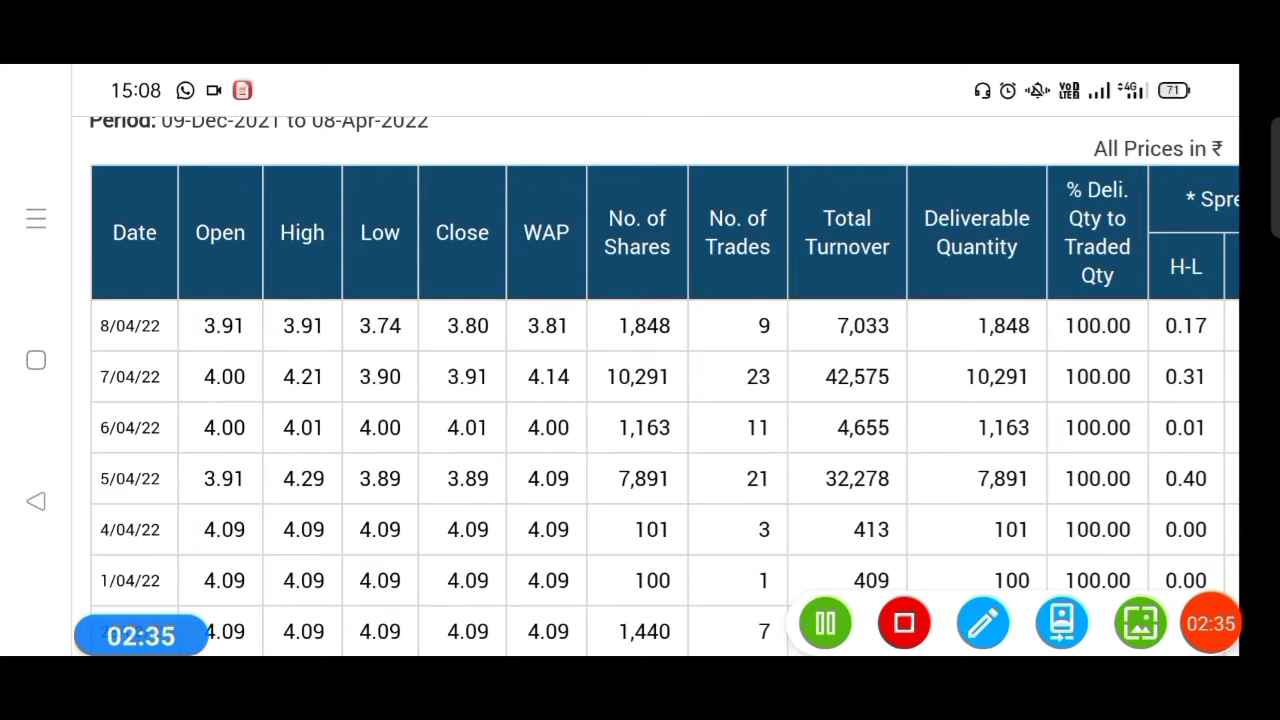 15:08 VoD LTE2 4G 71
Period: 09-Dec-2021 to 08-Apr-2022
All Prices in ₹
Date Open High Low Close WAP No. of Shares No. of Trades Total Turnover Deliverable Quantity % Deli. Qty to Traded Qty * Spre
H-L
8/04/22 3.91 3.91 3.74 3.80 3.81 1,848 9 7,033 1,848 100.00 0.17
7/04/22 4.00 4.21 3.90 3.91 4.14 10,291 23 42,575 10,291 100.00 0.31
6/04/22 4.00 4.01 4.00 4.01 4.00 1,163 11 4,655 1,163 100.00 0.01
5/04/22 3.91 4.29 3.89 3.89 4.09 7,891 21 32,278 7,891 100.00 0.40
4/04/22 4.09 4.09 4.09 4.09 4.09 101 3 413 101 100.00 0.00
1/04/22 4.09 4.09 4.09 4.09 4.09 100 1 409 100 100.00 0.00
4.09 4.09 4.09 4.09 4.09 1,440 7
02:35 02:35